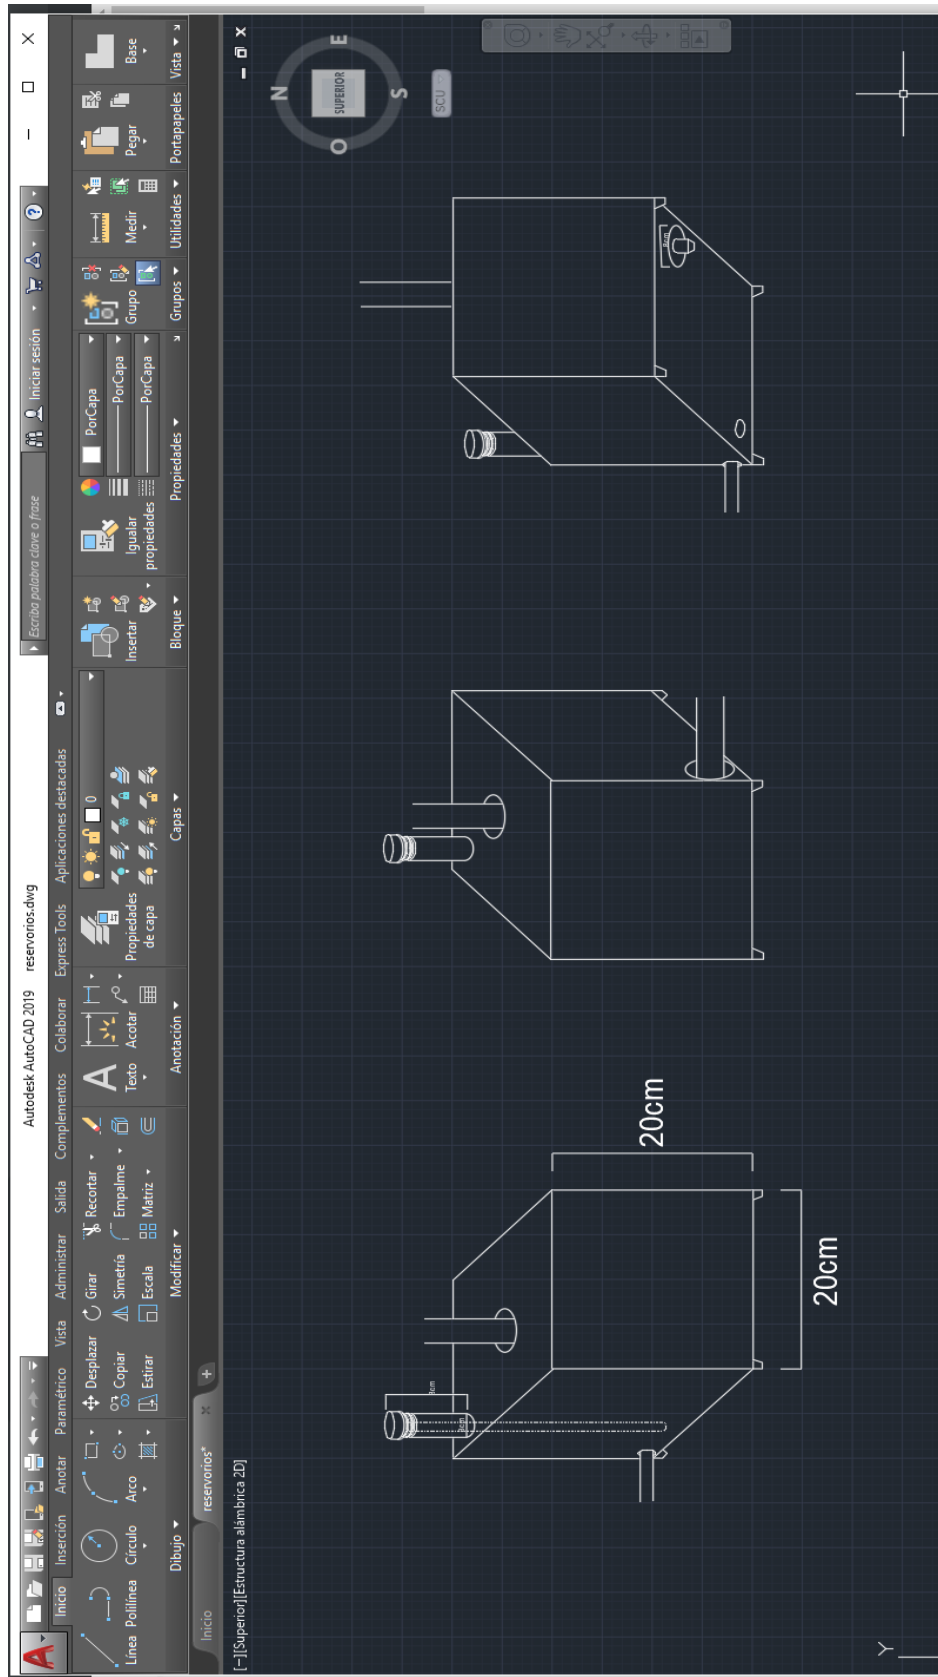 Autodesk AutoCAD 2019 reservorios.dwg
Escriba palabra clave o frase
Iniciar sesión
Inicio Inserción Anotar Paramétrico Vista Administrar Salida Complementos Colaborar Express Tools Aplicaciones destacadas
Línea Polilínea Círculo Arco
Desplazar Girar Recortar
Copiar Simetría Empalme
Estirar Escala Matriz
Texto Acotar
Propiedades de capa
0
Insertar
Igualar propiedades
PorCapa
PorCapa
PorCapa
Grupo
Medir
Pegar
Base
Dibujo Modificar Anotación Capas Bloque Propiedades Grupos Utilidades Portapapeles Vista
Inicio reservorios*
[−][Superior][Estructura alámbrica 2D]
N
O SUPERIOR E
S
SCU
20cm
20cm
Y